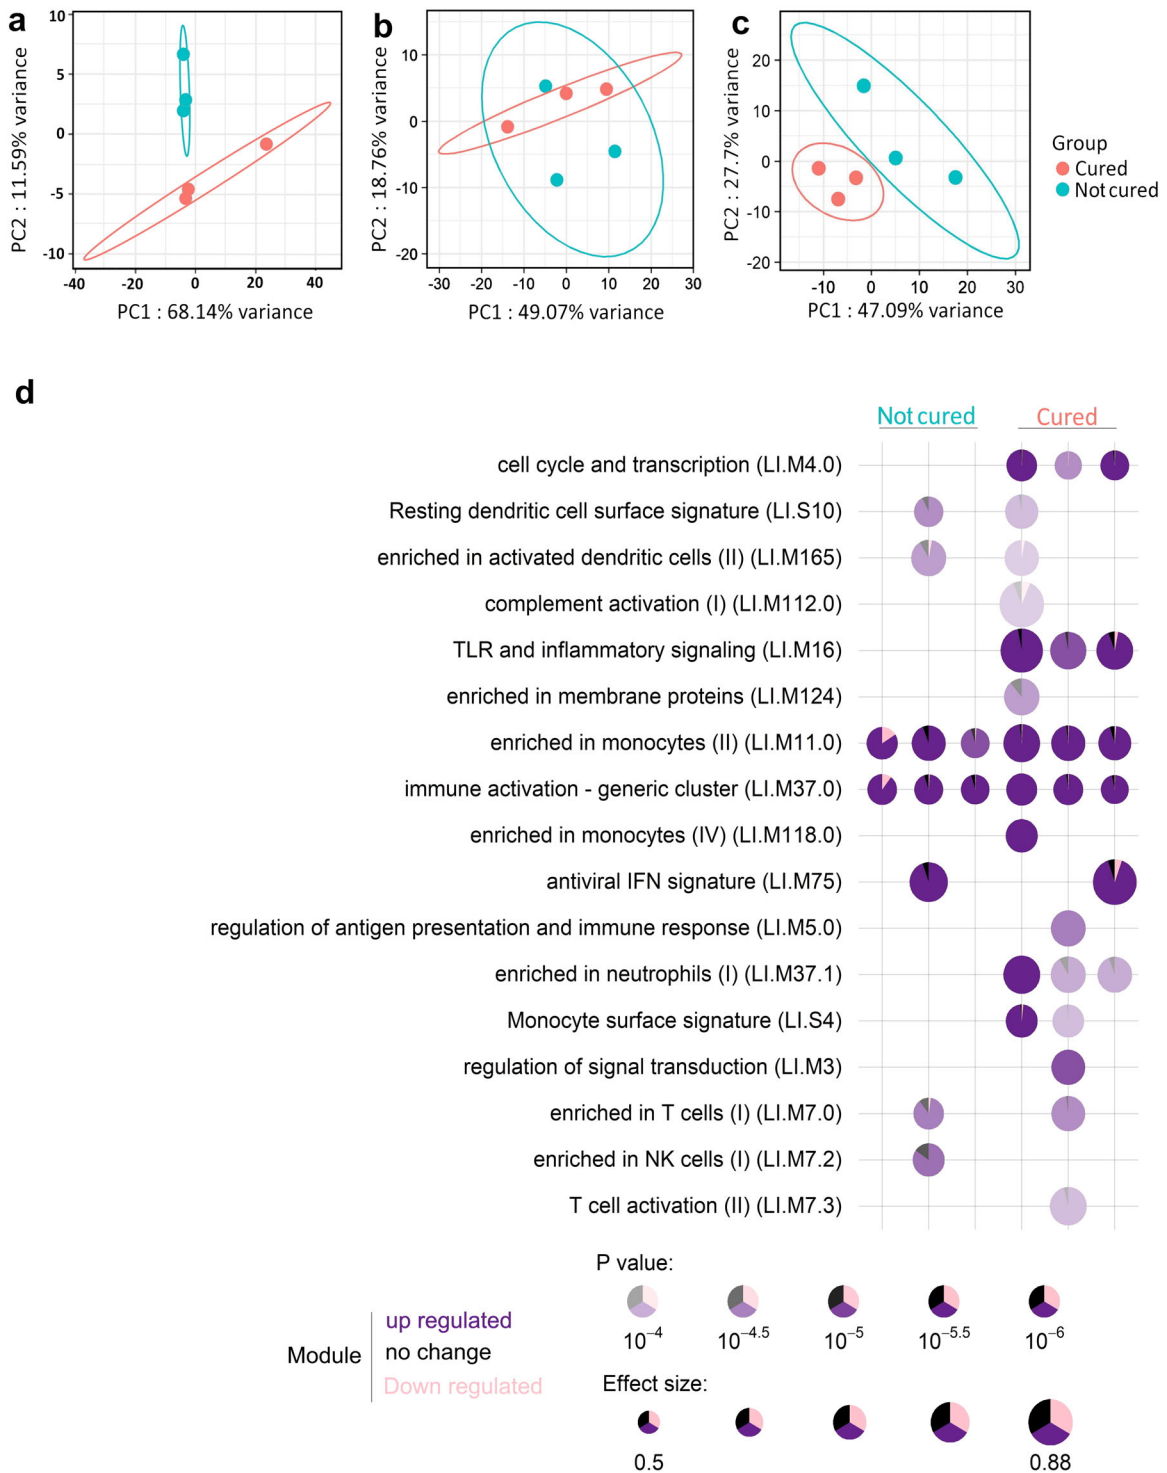 a
PC2 : 11.59% variance
10
5
0
-5
-10
-40 -20 0 20 40
PC1 : 68.14% variance
b
PC2 : 18.76% variance
10
0
-10
-20
-30 -20 -10 0 10 20 30
PC1 : 49.07% variance
c
PC2 : 27.7% variance
20
10
0
-10
-20
-10 0 10 20 30
PC1 : 47.09% variance
Group
Cured
Not cured
d
Not cured Cured
cell cycle and transcription (LI.M4.0)
Resting dendritic cell surface signature (LI.S10)
enriched in activated dendritic cells (II) (LI.M165)
complement activation (I) (LI.M112.0)
TLR and inflammatory signaling (LI.M16)
enriched in membrane proteins (LI.M124)
enriched in monocytes (II) (LI.M11.0)
immune activation - generic cluster (LI.M37.0)
enriched in monocytes (IV) (LI.M118.0)
antiviral IFN signature (LI.M75)
regulation of antigen presentation and immune response (LI.M5.0)
enriched in neutrophils (I) (LI.M37.1)
Monocyte surface signature (LI.S4)
regulation of signal transduction (LI.M3)
enriched in T cells (I) (LI.M7.0)
enriched in NK cells (I) (LI.M7.2)
T cell activation (II) (LI.M7.3)
P value:
10⁻⁴ 10⁻⁴·⁵ 10⁻⁵ 10⁻⁵·⁵ 10⁻⁶
Module
up regulated
no change
Down regulated
Effect size:
0.5 0.88